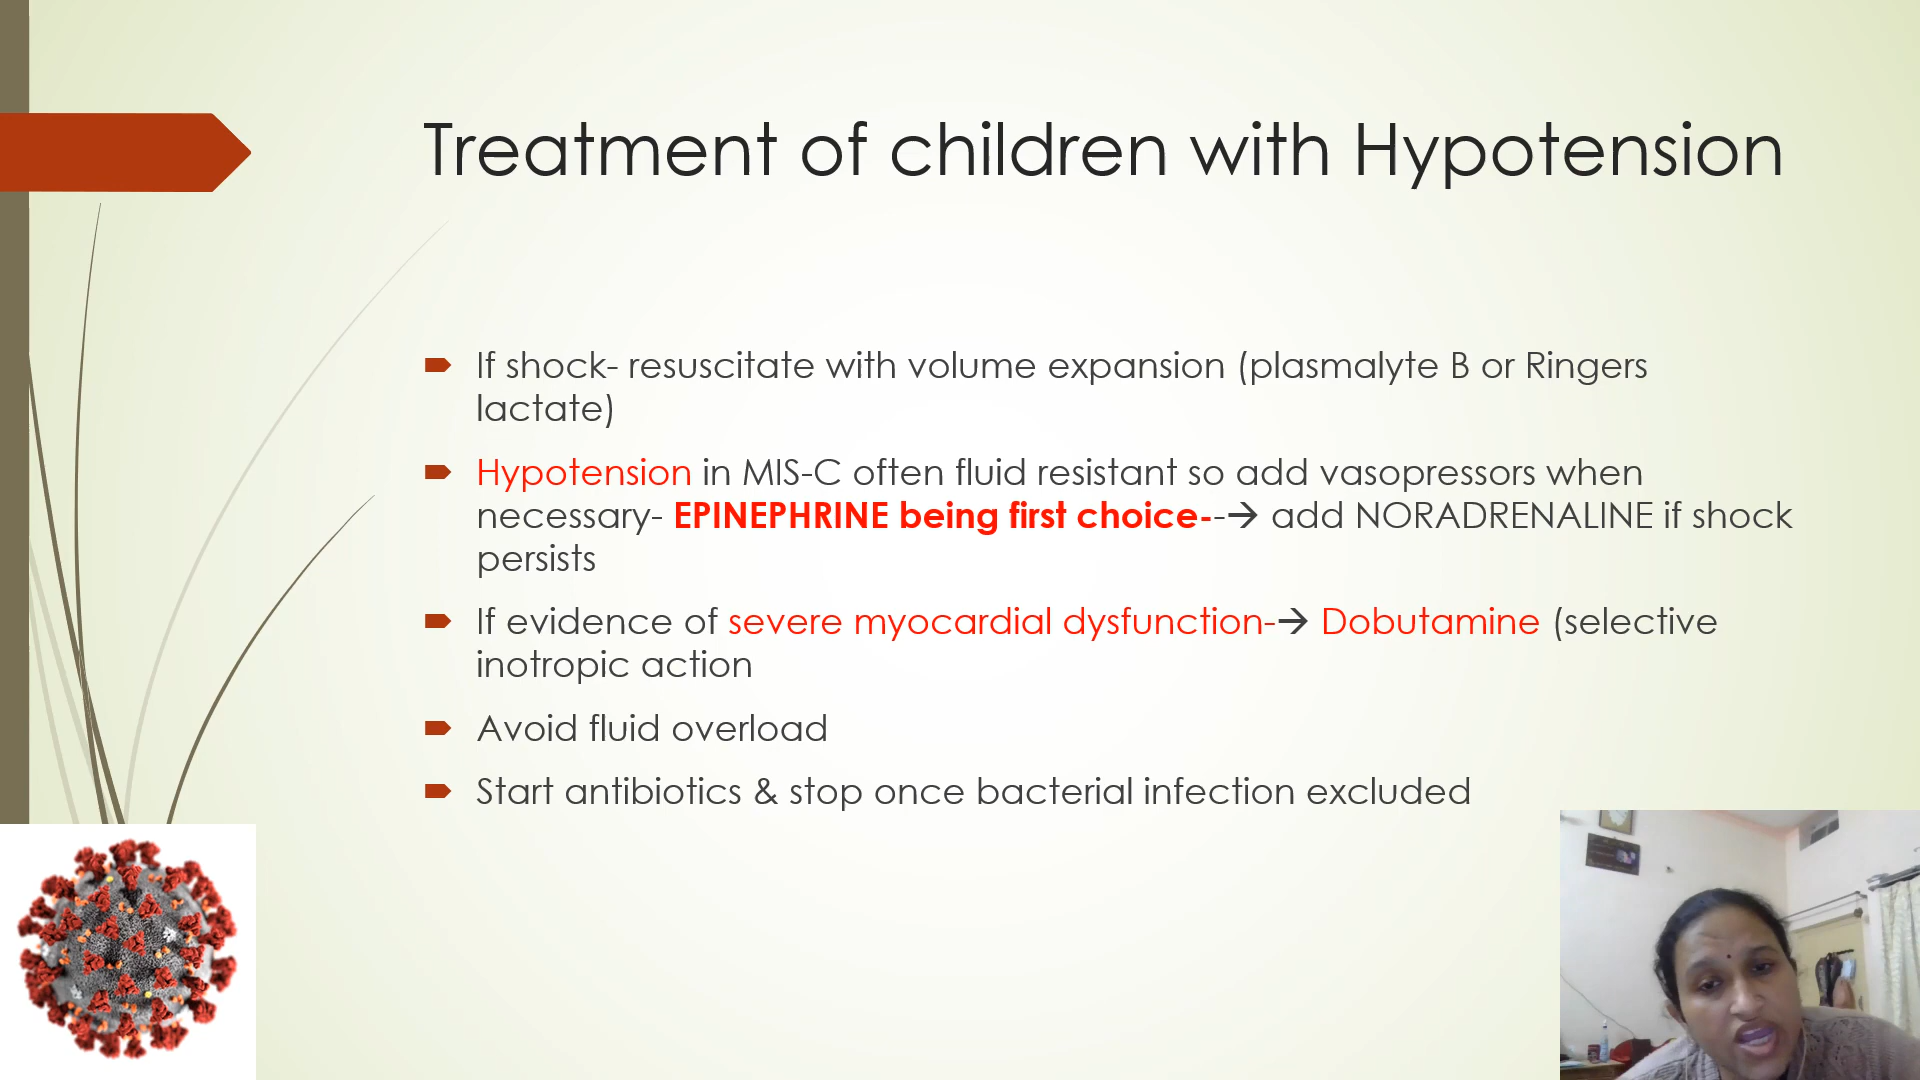 Treatment of children with Hypotension
If shock- resuscitate with volume expansion (plasmalyte B or Ringers
lactate)
Hypotension in MIS-C often fluid resistant so add vasopressors when
necessary- EPINEPHRINE being first choice--→ add NORADRENALINE if shock
persists
If evidence of severe myocardial dysfunction-→ Dobutamine (selective
inotropic action
Avoid fluid overload
Start antibiotics & stop once bacterial infection excluded